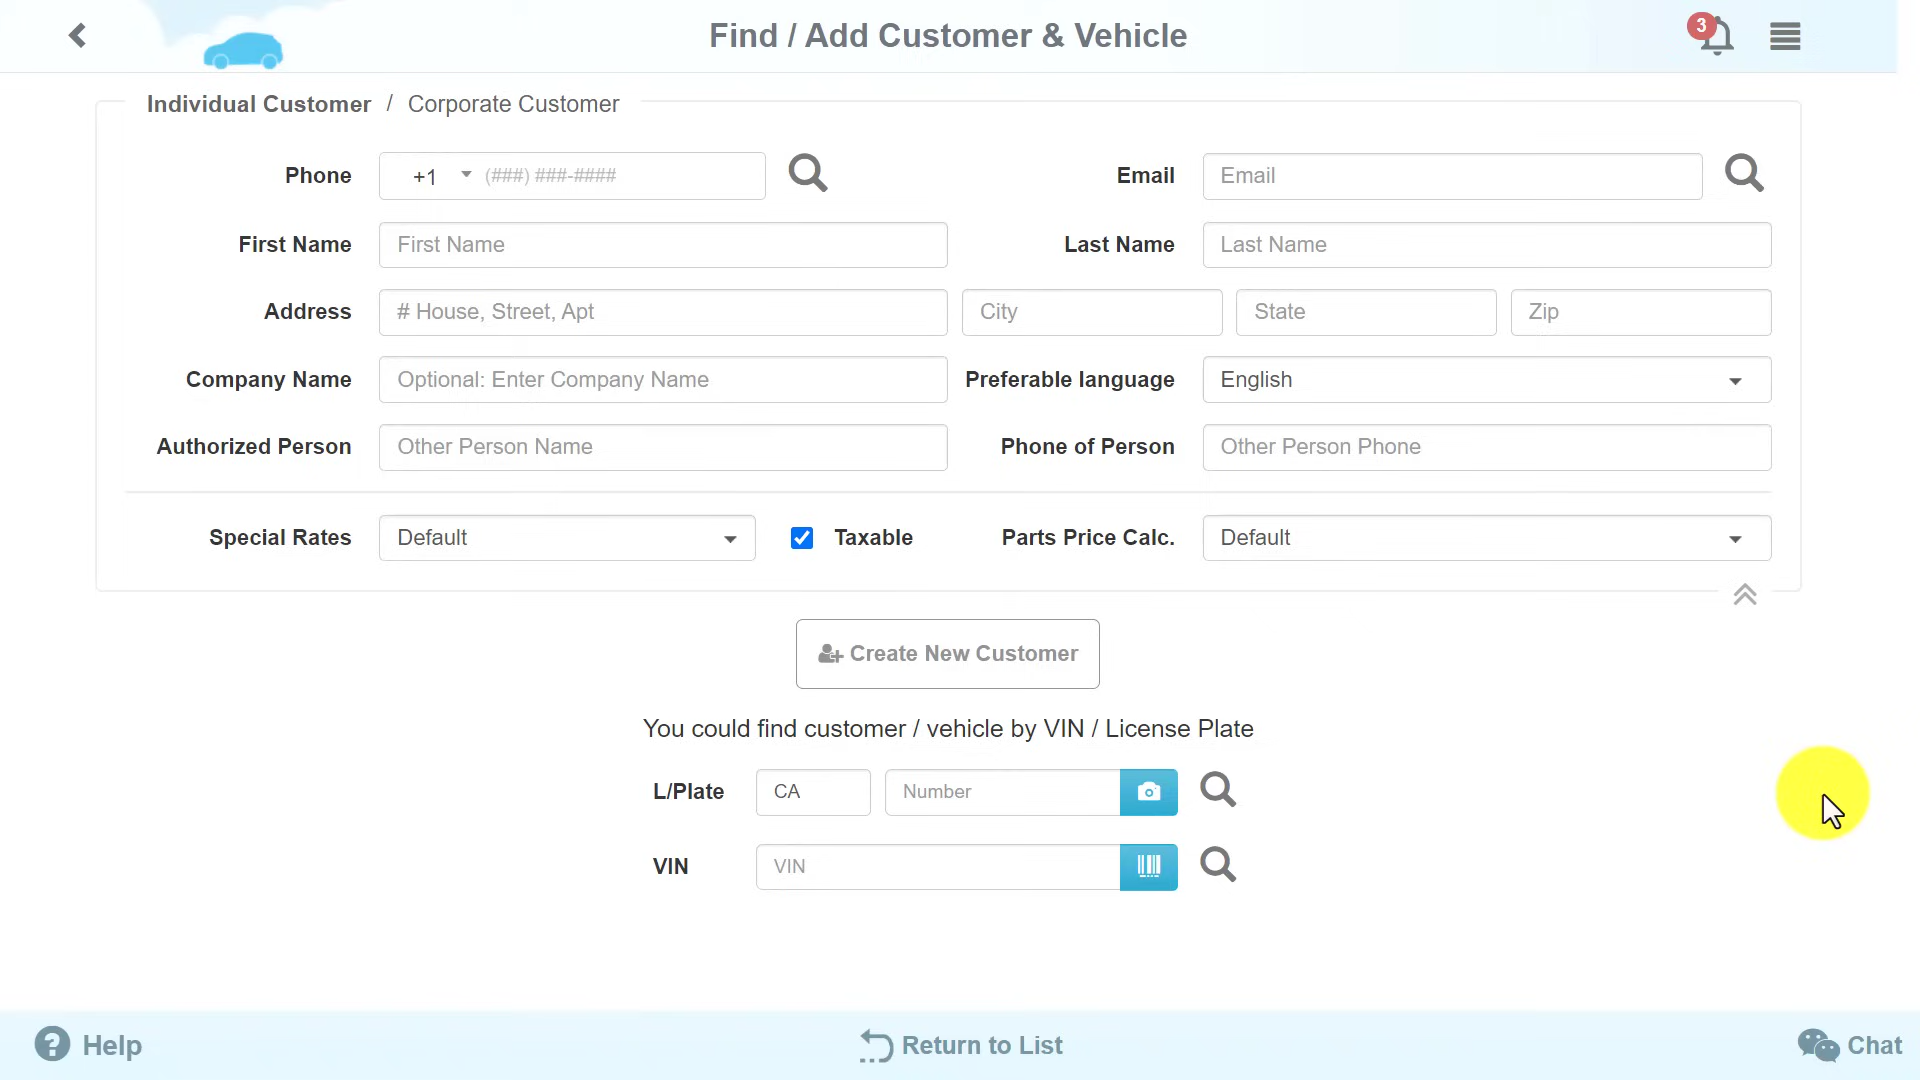 Find / Add Customer & Vehicle
3
Individual Customer / Corporate Customer
Phone +1 (###) ###-#### Email Email
First Name First Name Last Name Last Name
Address # House, Street, Apt City State Zip
Company Name Optional: Enter Company Name Preferable language English
Authorized Person Other Person Name Phone of Person Other Person Phone
Special Rates Default Taxable Parts Price Calc. Default
Create New Customer
You could find customer / vehicle by VIN / License Plate
L/Plate CA Number
VIN VIN
? Help Return to List Chat